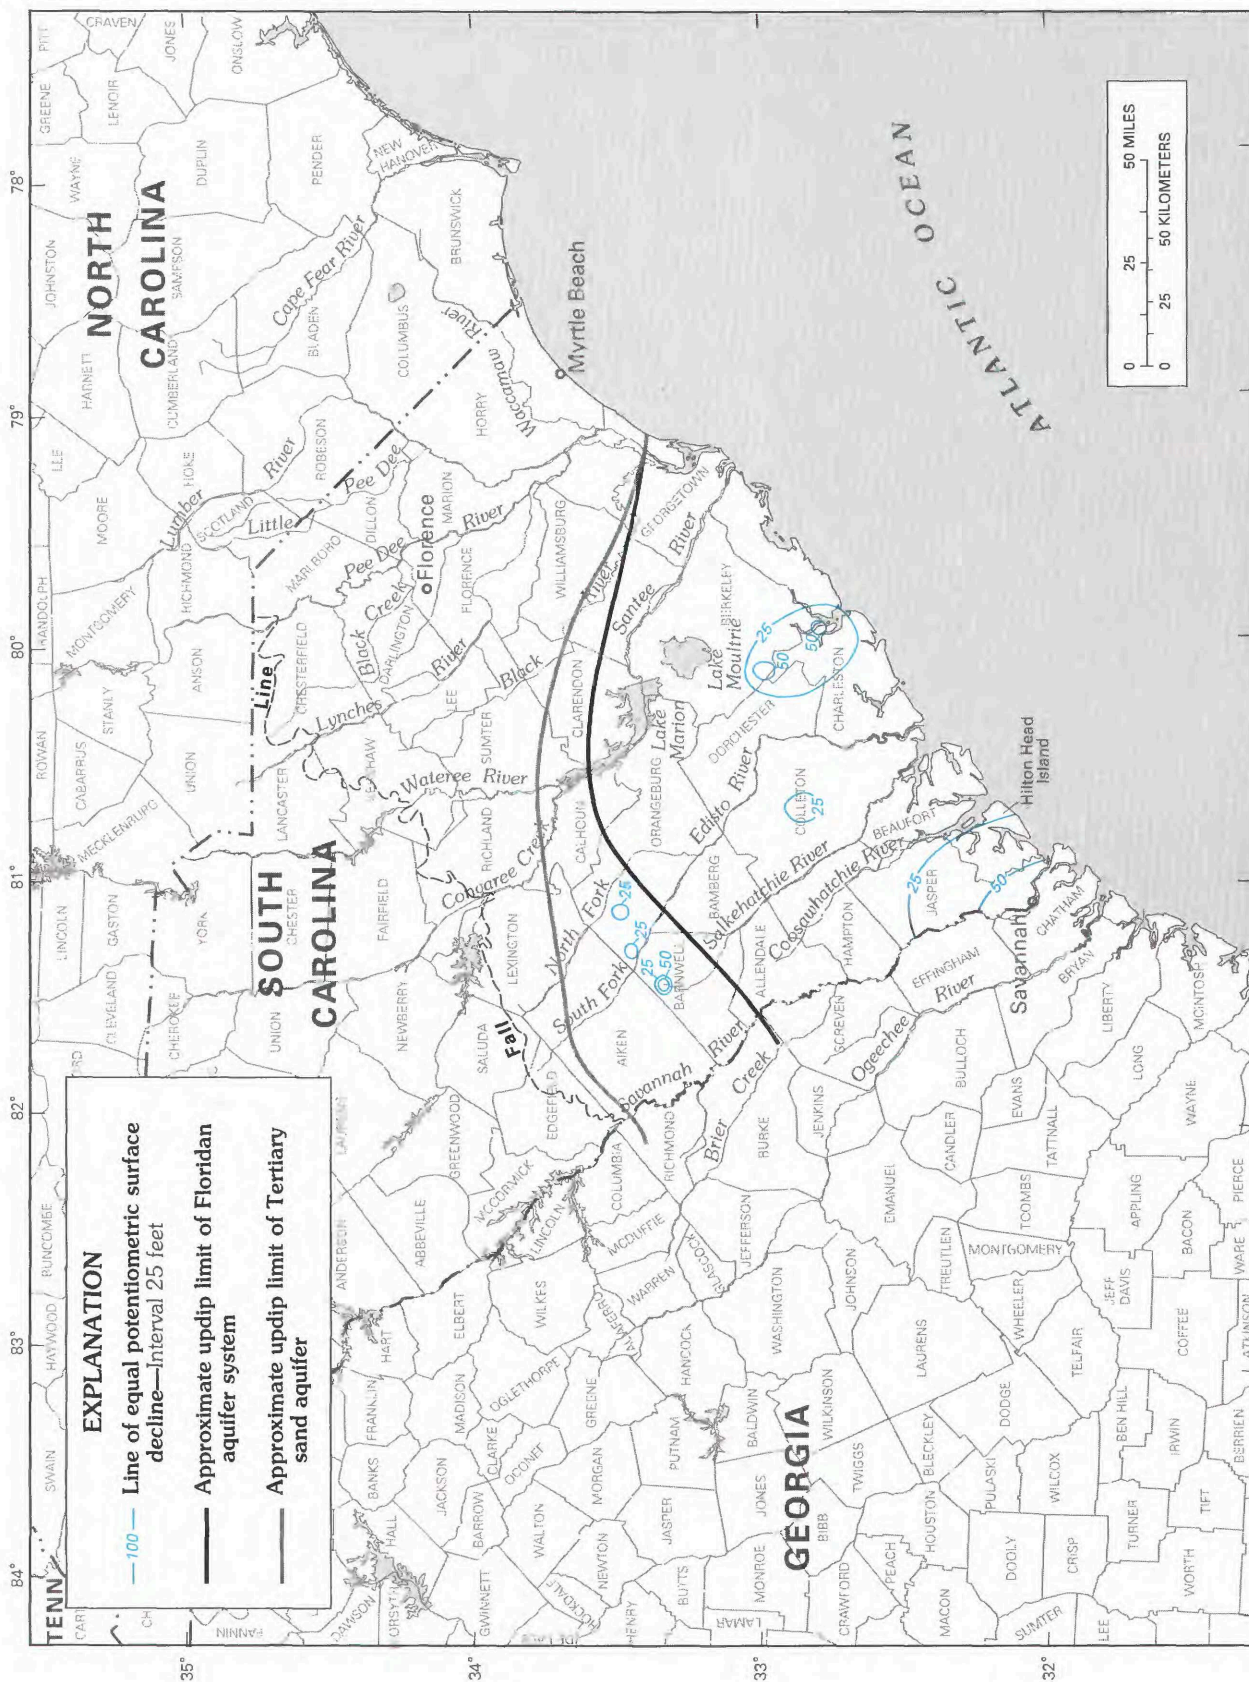 EXPLANATION
—100— Line of equal potentiometric surface
decline—Interval 25 feet
Approximate updip limit of Floridan
aquifer system
Approximate updip limit of Tertiary
sand aquifer
84°
83°
82°
81°
80°
79°
78°
35°
34°
33°
32°
TENN
NORTH
CAROLINA
SOUTH
CAROLINA
GEORGIA
ATLANTIC OCEAN
0 25 50 MILES
0 25 50 KILOMETERS
SWAIN
HAYWOOD
BUNCOMBE
CLEVELAND
GASTON
LINCOLN
MECKLENBURG
CABARRUS
ROWAN
STANLY
UNION
ANSON
MONTGOMERY
RANDOLPH
RICHMOND
MOORE
LEE
HOKE
SCOTLAND
ROBESON
HARNETT
CUMBERLAND
JOHNSTON
SAMPSON
BLADEN
COLUMBUS
BRUNSWICK
WAYNE
DUPLIN
PENDER
NEW
HANOVER
GREENE
LENOIR
PITT
CRAVEN
JONES
ONSLOW
Cape Fear River
Lumber
River
Little
Pee Dee
Waccamaw
River
CHEROKEE
YORK
UNION
CHESTER
LANCASTER
CHESTERFIELD
MARLBORO
DILLON
MARION
HORRY
DARLINGTON
FLORENCE
Florence
Myrtle Beach
Black
Creek
Pee Dee
River
Lynches
River
LEE
SUMTER
Black
River
WILLIAMSBURG
GEORGETOWN
CLARENDON
Santee
River
BERKELEY
Lake
Moultrie
Lake
Marion
Wateree River
RICHLAND
FAIRFIELD
NEWBERRY
Congaree Creek
LEXINGTON
CALHOUN
ORANGEBURG
North Fork
South Fork
Edisto River
DORCHESTER
CHARLESTON
COLLETON
BAMBERG
BARNWELL
AIKEN
ALLENDALE
HAMPTON
JASPER
BEAUFORT
Salkehatchie River
Coosawhatchie River
Hilton Head
Island
Fall
Line
ANDERSON
ABBEVILLE
GREENWOOD
SALUDA
MCCORMICK
EDGEFIELD
Savannah
River
Savannah
HART
ELBERT
FRANKLIN
MADISON
BANKS
HALL
JACKSON
CLARKE
OCONEE
OGLETHORPE
WILKES
LINCOLN
COLUMBIA
MCDUFFIE
RICHMOND
WARREN
GLASCOCK
JEFFERSON
BURKE
Brier
Creek
FANNIN
DAWSON
GWINNETT
BARROW
WALTON
NEWTON
MORGAN
GREENE
HANCOCK
PUTNAM
JASPER
BUTTS
LAMAR
MONROE
JONES
BALDWIN
WASHINGTON
WILKINSON
BIBB
TWIGGS
CRAWFORD
PEACH
HOUSTON
BLECKLEY
LAURENS
JOHNSON
EMANUEL
JENKINS
SCREVEN
Ogeechee
River
EFFINGHAM
BULLOCH
CANDLER
EVANS
TREUTLEN
MONTGOMERY
TOOMBS
TATTNALL
BRYAN
CHATHAM
LIBERTY
LONG
MCINTOSH
WAYNE
APPLING
JEFF
DAVIS
WHEELER
TELFAIR
DODGE
PULASKI
WILCOX
MACON
DOOLY
SUMTER
CRISP
LEE
WORTH
TURNER
BEN HILL
IRWIN
TIFT
COFFEE
BACON
PIERCE
WARE
BERRIEN
25
50
50
25
25
25
25
50
25
50